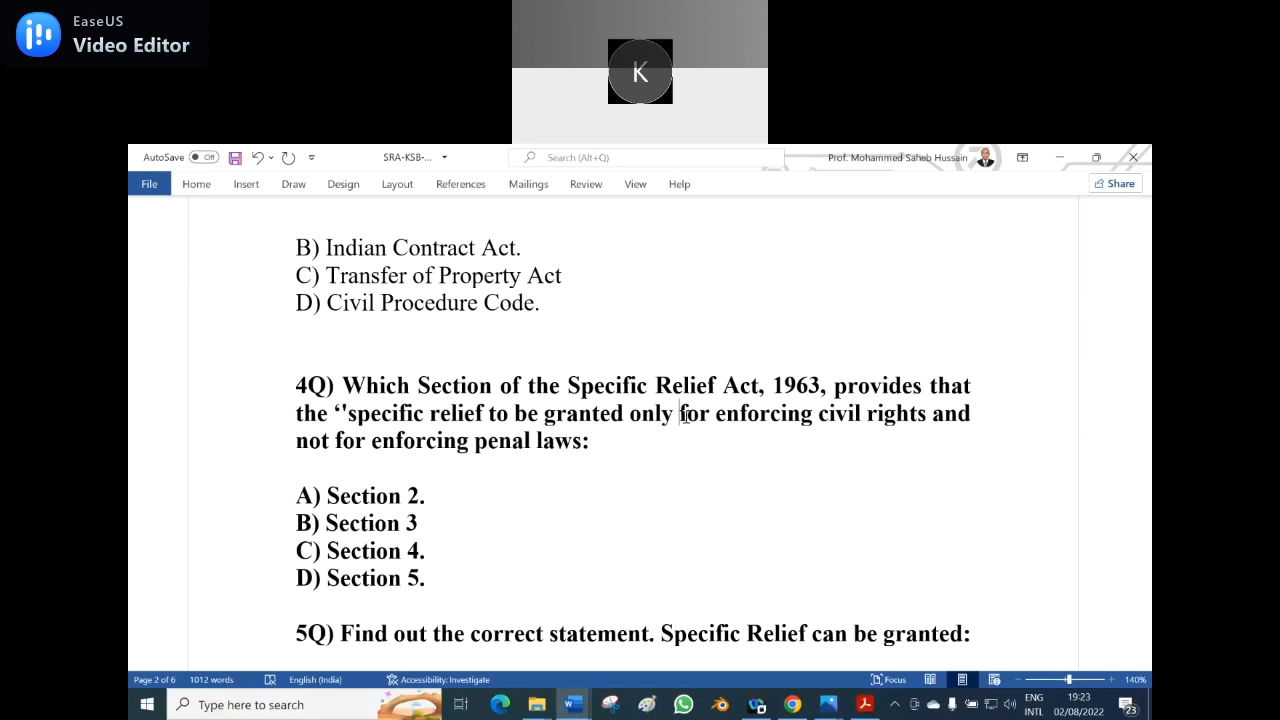 EaseUS
Video Editor
K
AutoSave Off SRA-KSB-... Search (Alt+Q) Prof. Mohammed Saheb Hussain
File Home Insert Draw Design Layout References Mailings Review View Help Share
B) Indian Contract Act.
C) Transfer of Property Act
D) Civil Procedure Code.
4Q) Which Section of the Specific Relief Act, 1963, provides that
the ‘'specific relief to be granted only for enforcing civil rights and
not for enforcing penal laws:
A) Section 2.
B) Section 3
C) Section 4.
D) Section 5.
5Q) Find out the correct statement. Specific Relief can be granted:
Page 2 of 6 1012 words English (India) Accessibility: Investigate Focus 140%
Type here to search ENG 19:23
INTL 02/08/2022 23